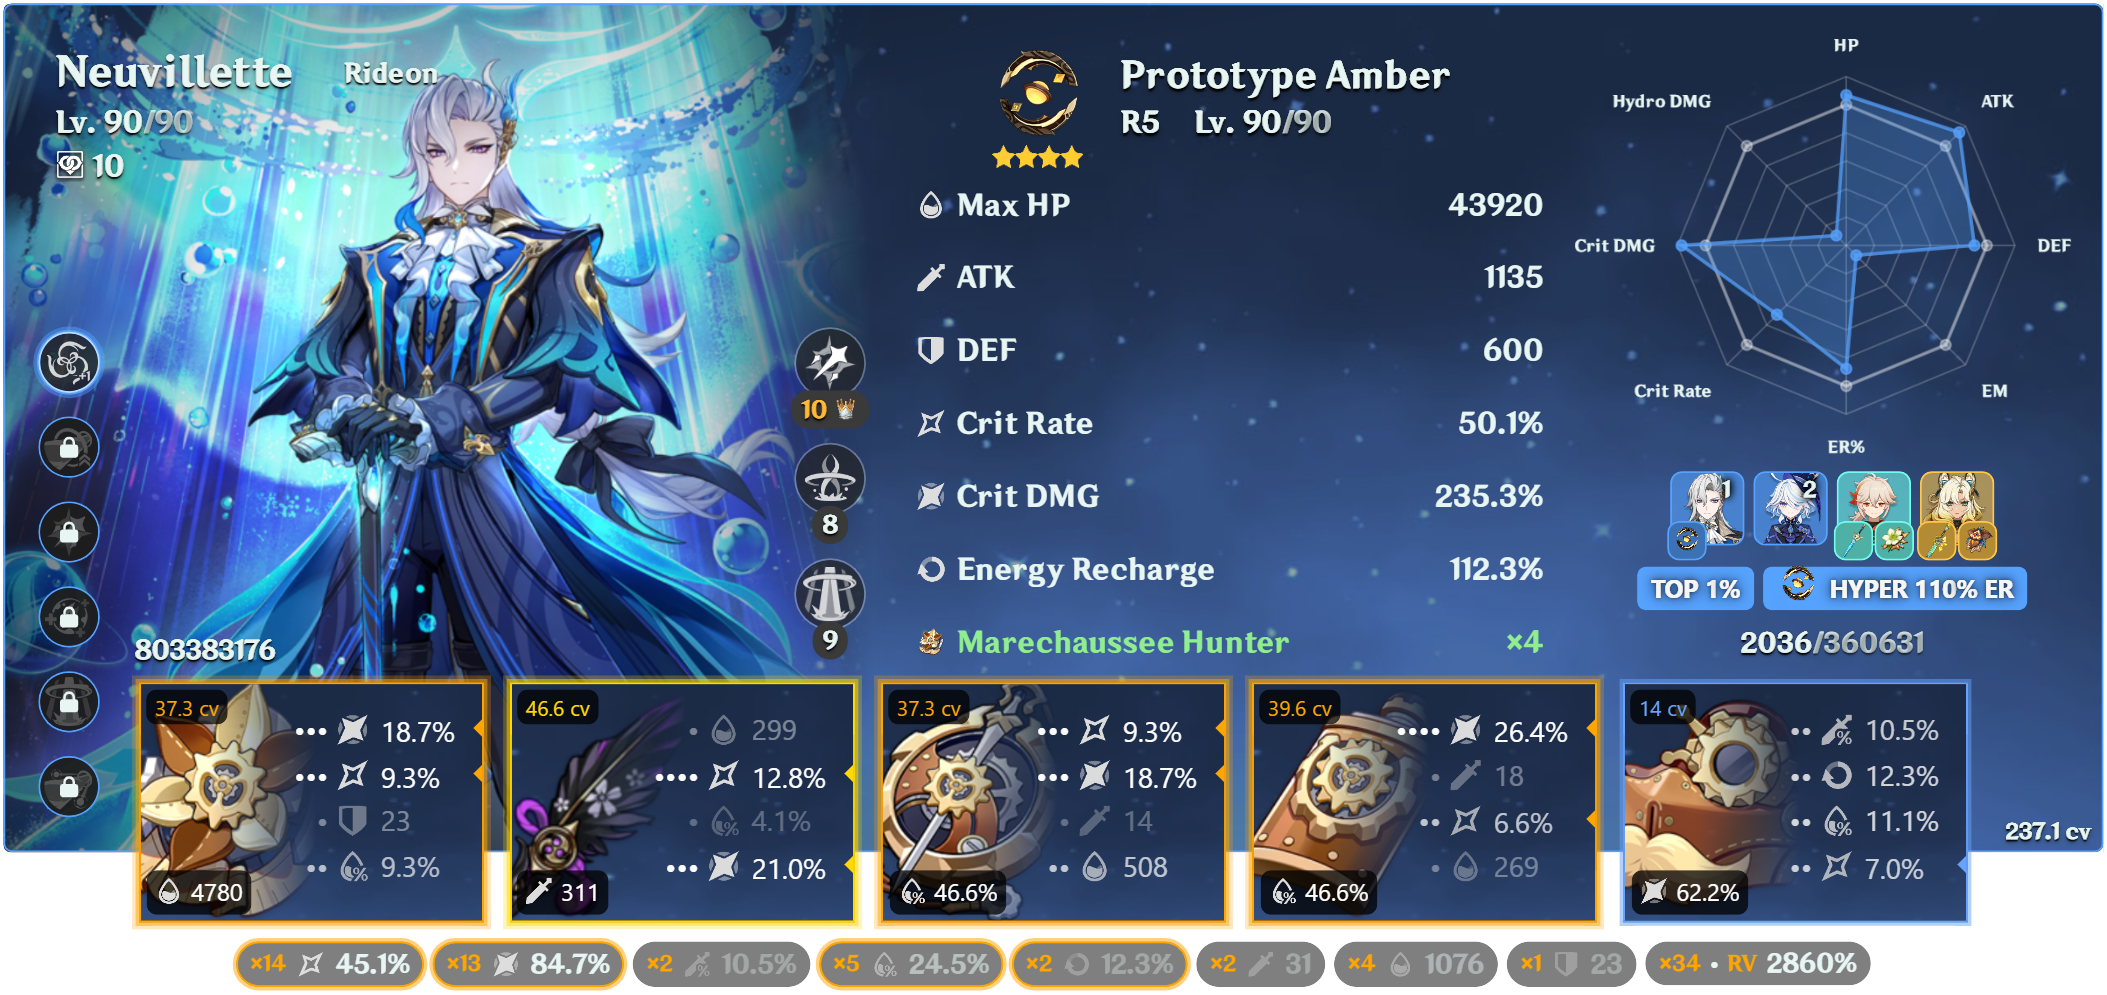 Neuvillette Rideon
Lv. 90/90
10
+1
10
8
9
803383176
Prototype Amber
R5 Lv. 90/90
Max HP 43920
ATK 1135
DEF 600
Crit Rate 50.1%
Crit DMG 235.3%
Energy Recharge 112.3%
Marechaussee Hunter ×4
HP
ATK
DEF
EM
ER%
Crit Rate
Crit DMG
Hydro DMG
1
2
TOP 1%
HYPER 110% ER
2036/360631
37.3 cv
18.7%
9.3%
23
9.3%
4780
46.6 cv
299
12.8%
4.1%
21.0%
311
37.3 cv
9.3%
18.7%
14
508
46.6%
39.6 cv
26.4%
18
6.6%
269
46.6%
14 cv
10.5%
12.3%
11.1%
7.0%
62.2%
237.1 cv
×14 45.1%
×13 84.7%
×2 10.5%
×5 24.5%
×2 12.3%
×2 31
×4 1076
×1 23
×34 • RV 2860%